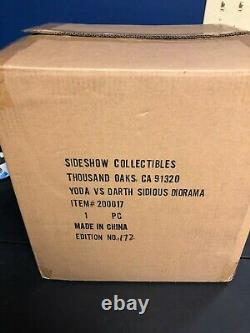 SIDESHOW COLLECTIBLES
THOUSAND OAKS. CA 91320
YODA VS DARTH SIDIOUS DIORAMA
ITEM# 200017
1 PC
MADE IN CHINA
EDITION NO. 172